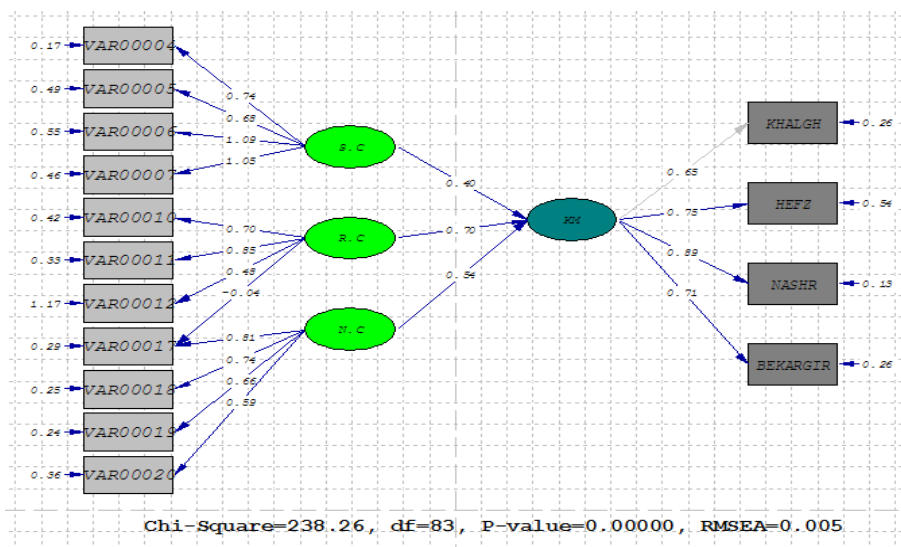 0.17 VAR00004
0.49 VAR00005
0.55 VAR00006
0.46 VAR00007
0.42 VAR00010
0.33 VAR00011
1.17 VAR00012
0.29 VAR00017
0.25 VAR00018
0.24 VAR00019
0.36 VAR00020
0.74
0.68
1.09
1.05
0.70
0.85
0.48
-0.04
0.81
0.74
0.66
0.59
S.C
R.C
N.C
0.40
0.70
0.54
KM
0.65
0.75
0.89
0.71
KHALGH 0.26
HEFZ 0.54
NASHR 0.13
BEKARGIR 0.26
Chi-Square=238.26, df=83, P-value=0.00000, RMSEA=0.005